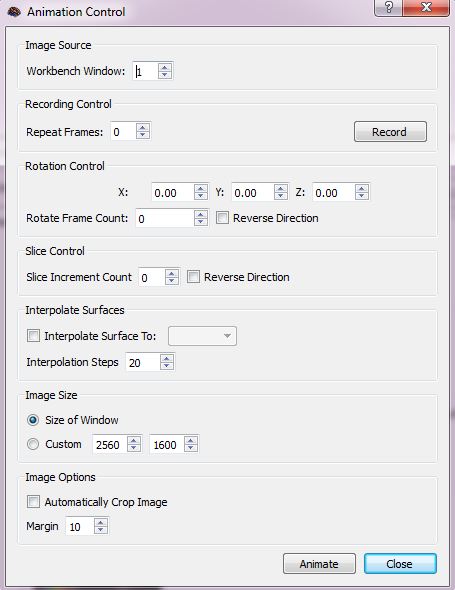 Animation Control
Image Source
Workbench Window: 1
Recording Control
Repeat Frames: 0 Record
Rotation Control
X: 0.00 Y: 0.00 Z: 0.00
Rotate Frame Count: 0 Reverse Direction
Slice Control
Slice Increment Count 0 Reverse Direction
Interpolate Surfaces
Interpolate Surface To:
Interpolation Steps 20
Image Size
Size of Window
Custom 2560 1600
Image Options
Automatically Crop Image
Margin 10
Animate Close